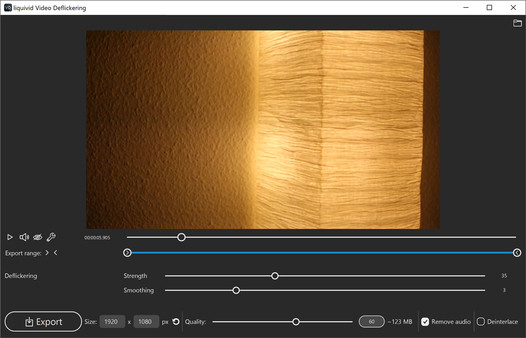 VD liquivid Video Deflickering
00:00:05.905
Export range:
Deflickering
Strength 35
Smoothing 3
Export Size: 1920 x 1080 px Quality: 60 ~123 MB Remove audio Deinterlace